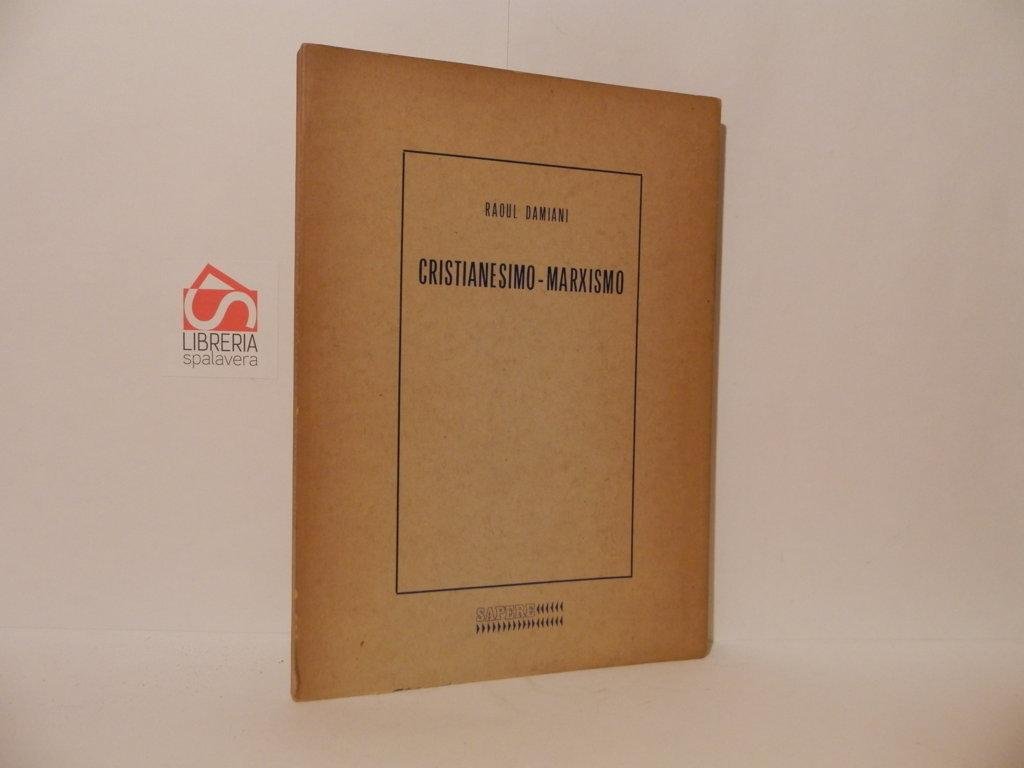 RAOUL DAMIANI
CRISTIANESIMO-MARXISMO
SAPERE
LIBRERIA
spalavera